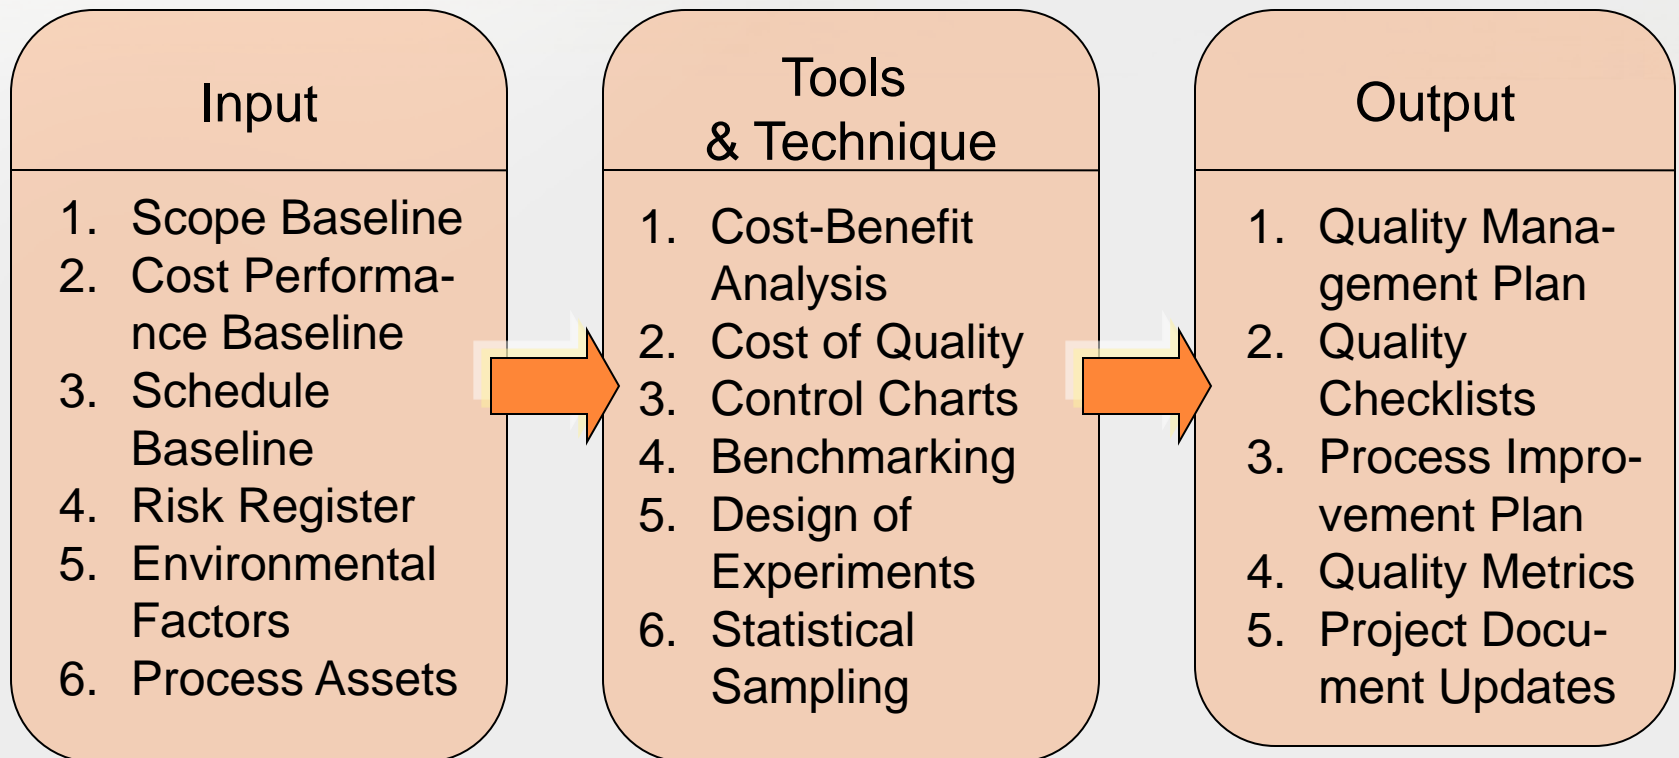 Input
1. Scope Baseline
2. Cost Performa-
nce Baseline
3. Schedule
Baseline
4. Risk Register
5. Environmental
Factors
6. Process Assets
Tools
& Technique
1. Cost-Benefit
Analysis
2. Cost of Quality
3. Control Charts
4. Benchmarking
5. Design of
Experiments
6. Statistical
Sampling
Output
1. Quality Mana-
gement Plan
2. Quality
Checklists
3. Process Impro-
vement Plan
4. Quality Metrics
5. Project Docu-
ment Updates